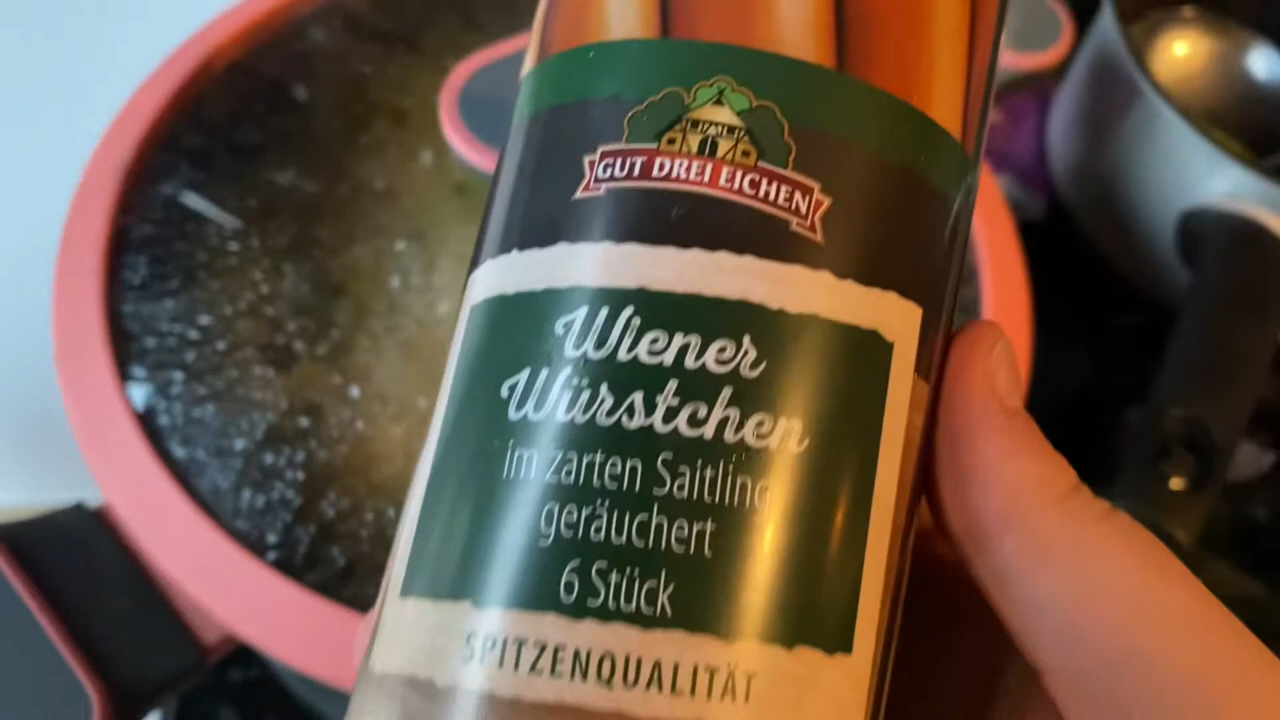 GUT DREI EICHEN
Wiener
Würstchen
im zarten Saitling
geräuchert
6 Stück
SPITZENQUALITÄT